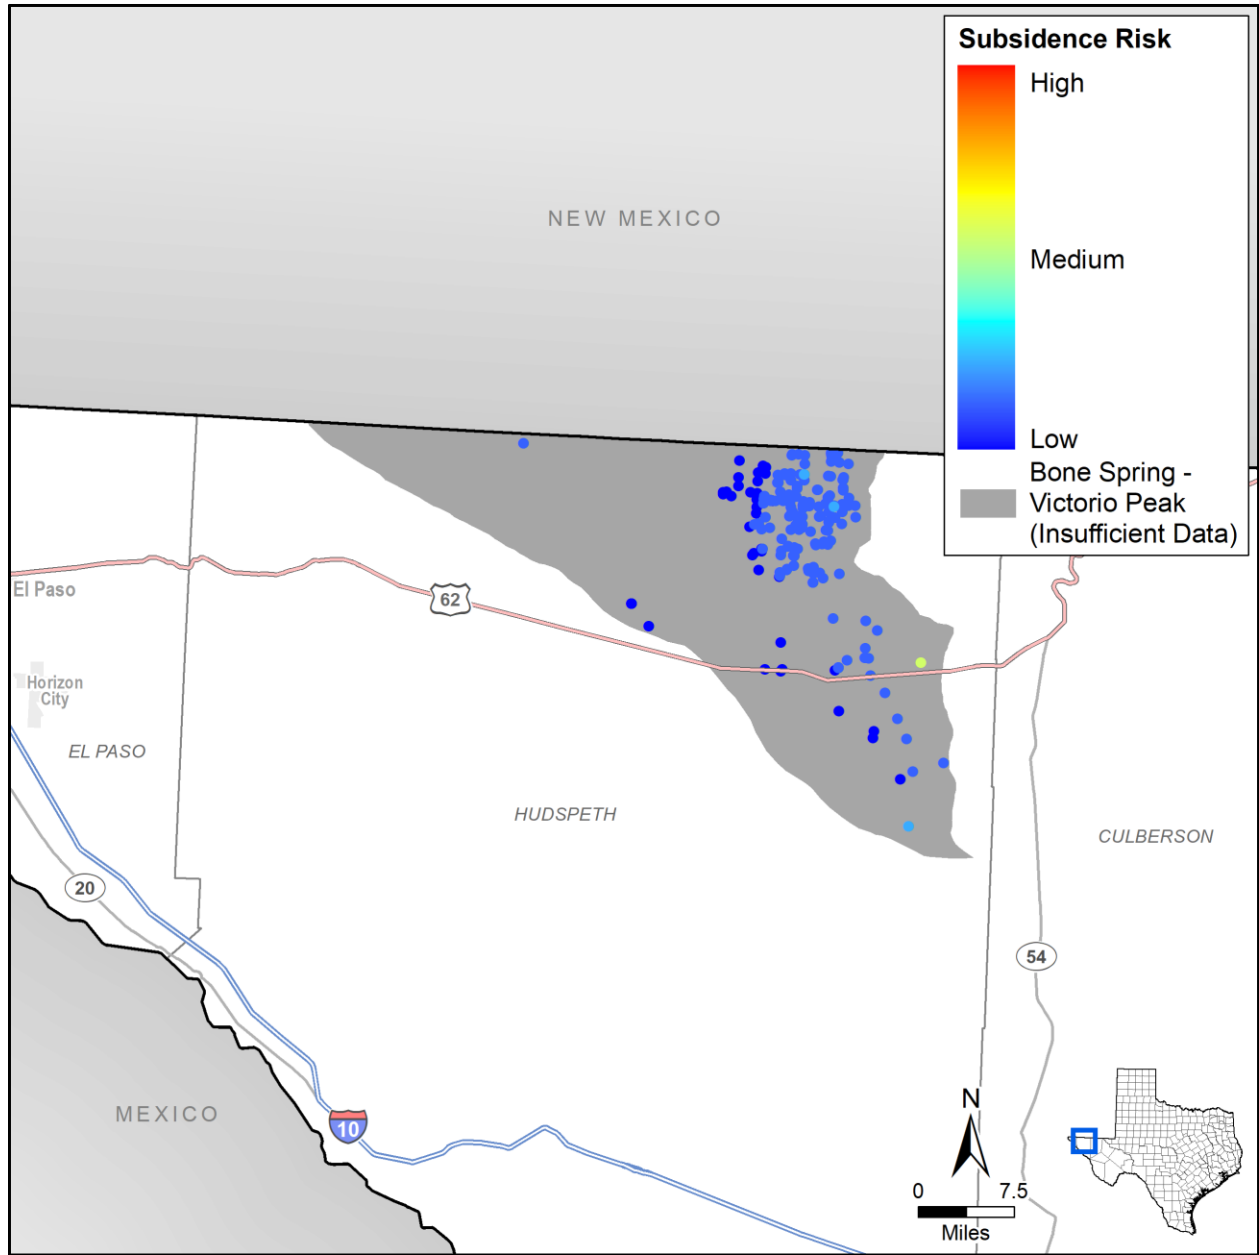 Subsidence Risk
High
Medium
Low
Bone Spring -
Victorio Peak
(Insufficient Data)
NEW MEXICO
El Paso
62
Horizon
City
EL PASO
HUDSPETH
CULBERSON
20
54
MEXICO
10
N
0 7.5
Miles